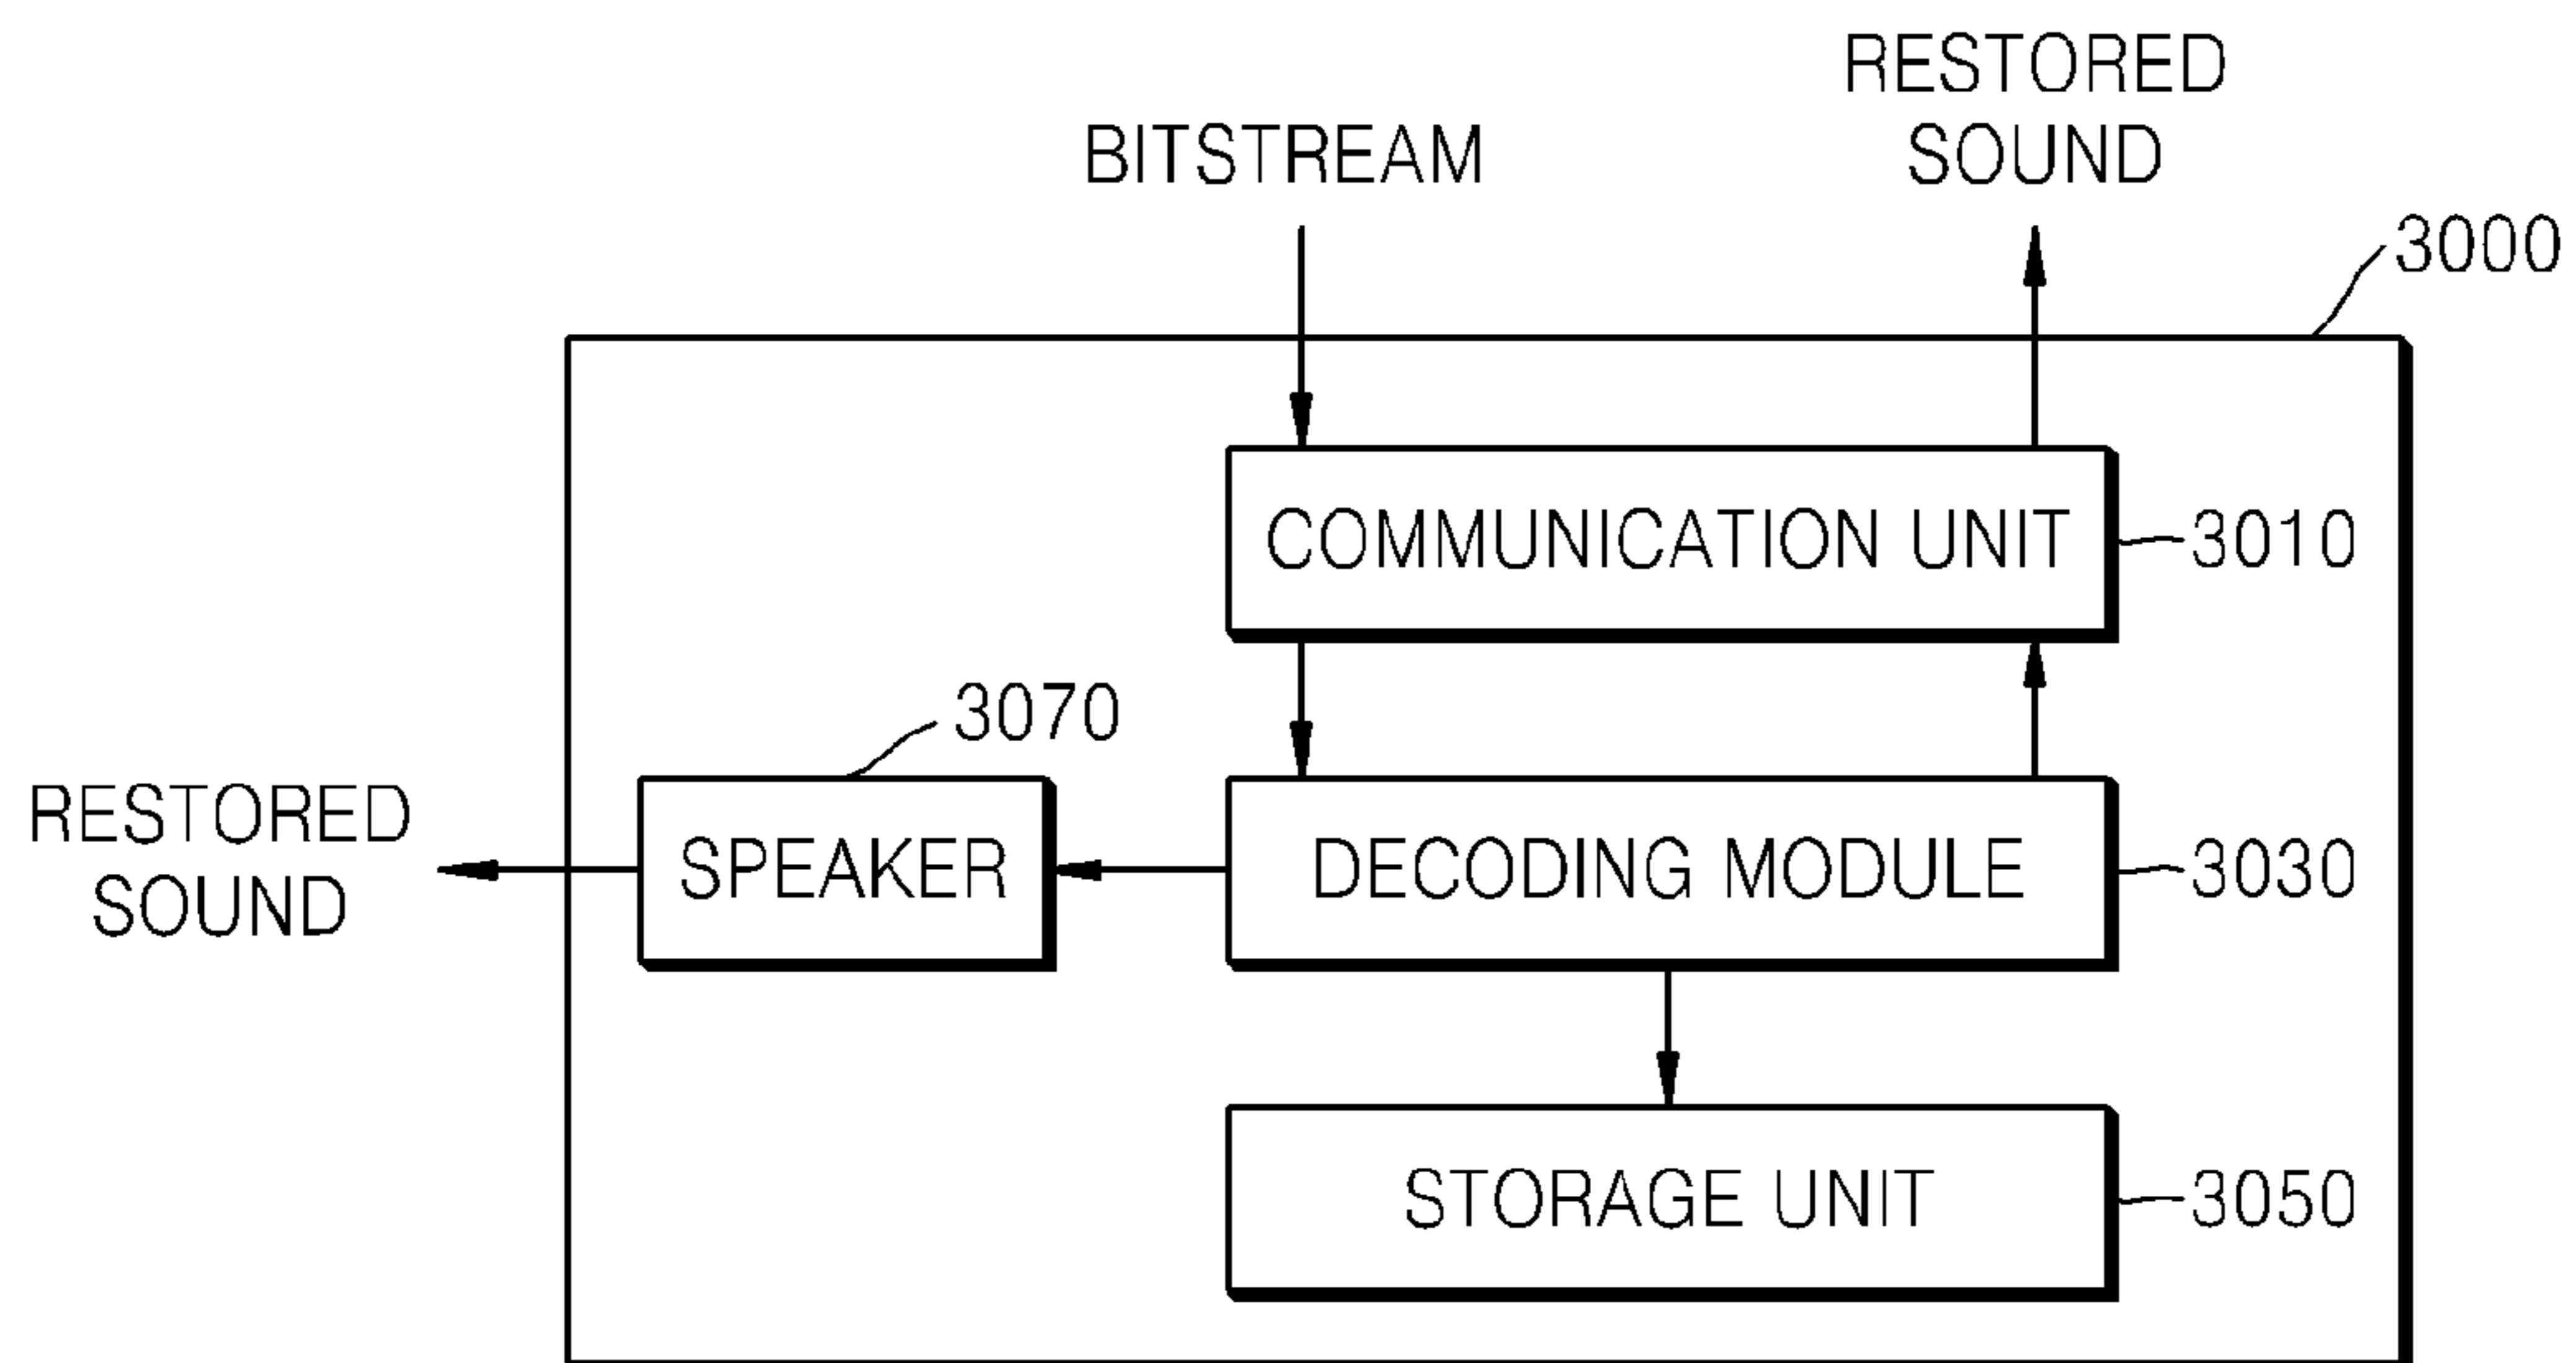 RESTORED
SOUND
BITSTREAM
3000
COMMUNICATION UNIT
3010
3070
RESTORED
SOUND
SPEAKER
DECODING MODULE
3030
STORAGE UNIT
3050